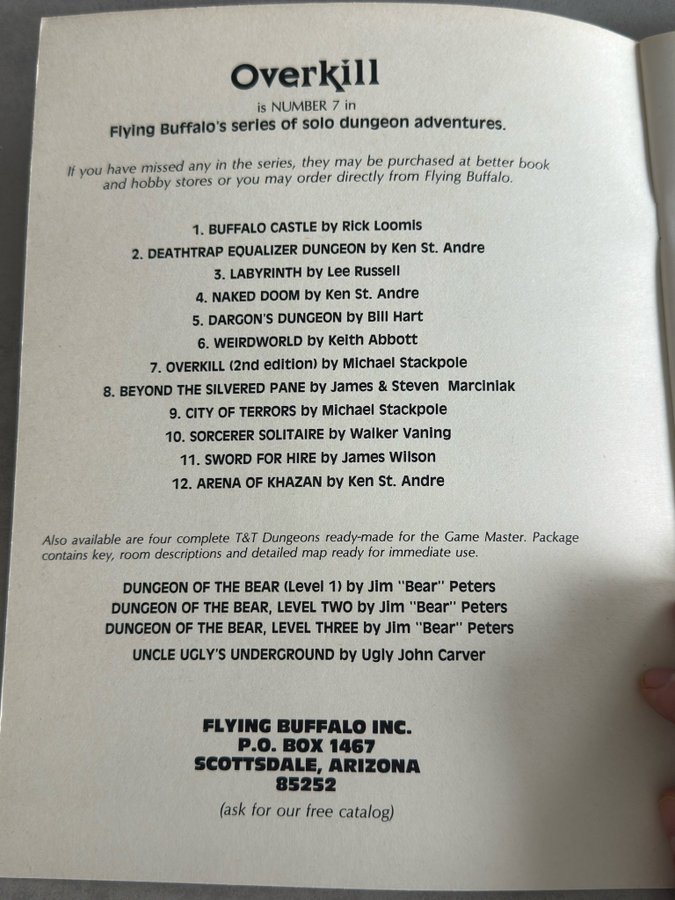 Overkill
is NUMBER 7 in
Flying Buffalo's series of solo dungeon adventures.
If you have missed any in the series, they may be purchased at better book
and hobby stores or you may order directly from Flying Buffalo.
1. BUFFALO CASTLE by Rick Loomis
2. DEATHTRAP EQUALIZER DUNGEON by Ken St. Andre
3. LABYRINTH by Lee Russell
4. NAKED DOOM by Ken St. Andre
5. DARGON'S DUNGEON by Bill Hart
6. WEIRDWORLD by Keith Abbott
7. OVERKILL (2nd edition) by Michael Stackpole
8. BEYOND THE SILVERED PANE by James & Steven Marciniak
9. CITY OF TERRORS by Michael Stackpole
10. SORCERER SOLITAIRE by Walker Vaning
11. SWORD FOR HIRE by James Wilson
12. ARENA OF KHAZAN by Ken St. Andre
Also available are four complete T&T Dungeons ready-made for the Game Master. Package
contains key, room descriptions and detailed map ready for immediate use.
DUNGEON OF THE BEAR (Level 1) by Jim "Bear" Peters
DUNGEON OF THE BEAR, LEVEL TWO by Jim "Bear" Peters
DUNGEON OF THE BEAR, LEVEL THREE by Jim "Bear" Peters
UNCLE UGLY'S UNDERGROUND by Ugly John Carver
FLYING BUFFALO INC.
P.O. BOX 1467
SCOTTSDALE, ARIZONA
85252
(ask for our free catalog)